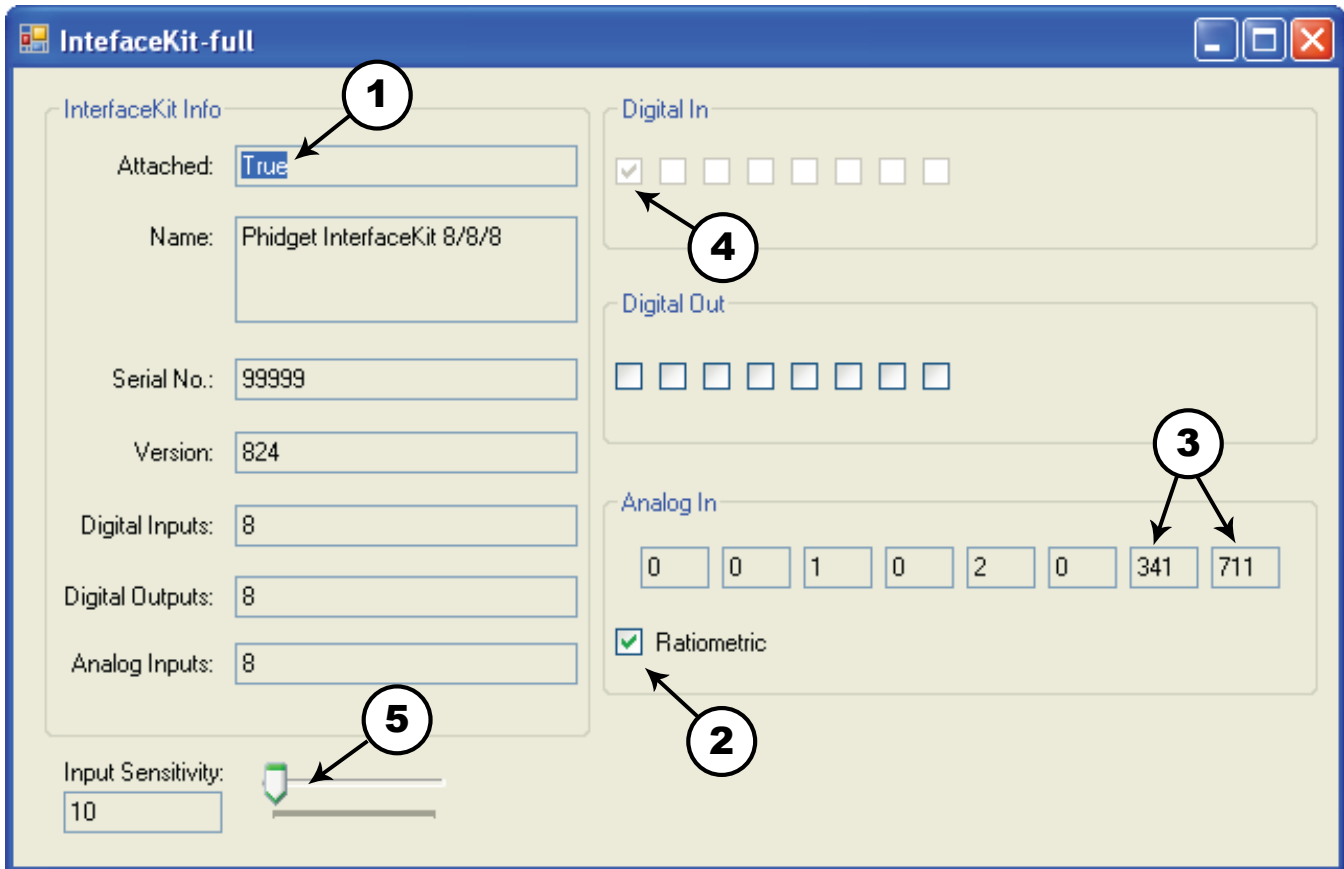 IntefaceKit-full
1
InterfaceKit Info
Attached: True
Name: Phidget InterfaceKit 8/8/8
Serial No.: 99999
Version: 824
Digital Inputs: 8
Digital Outputs: 8
Analog Inputs: 8
5
Input Sensitivity:
10
Digital In
4
Digital Out
3
Analog In
0 0 1 0 2 0 341 711
Ratiometric
2